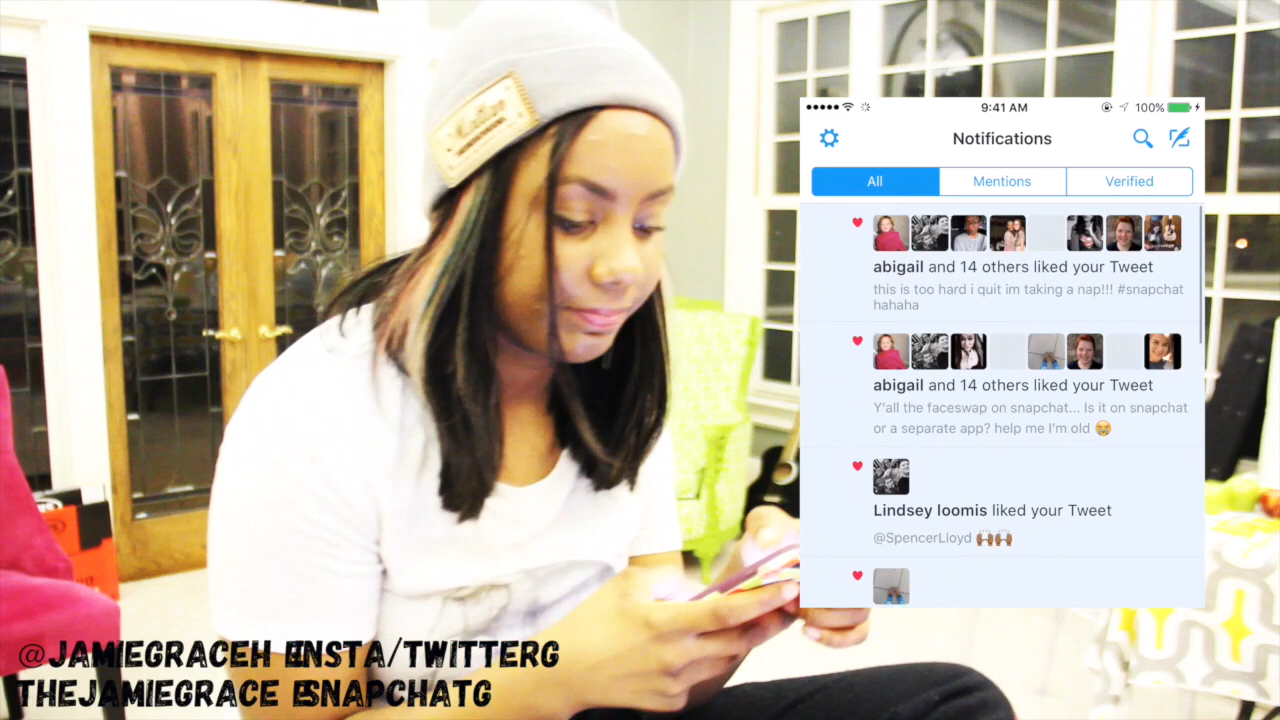 9:41 AM
100%
Notifications
All
Mentions
Verified
abigail and 14 others liked your Tweet
this is too hard i quit im taking a nap!!! #snapchat
hahaha
abigail and 14 others liked your Tweet
Y'all the faceswap on snapchat... Is it on snapchat
or a separate app? help me I'm old 😭
Lindsey loomis liked your Tweet
@SpencerLloyd 🙌🏾🙌🏾
@JAMIEGRACEH
INSTA/TWITTER
THEJAMIEGRACE
SNAPCHAT